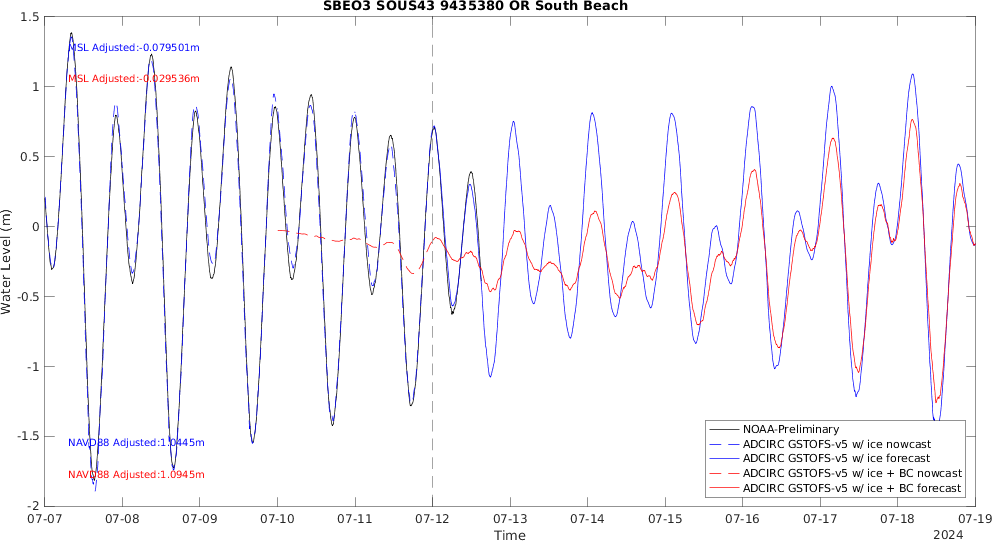 SBEO3 SOUS43 9435380 OR South Beach
1.5
1
0.5
0
-0.5
-1
-1.5
-2
Water Level (m)
MSL Adjusted:-0.079501m
MSL Adjusted:-0.029536m
NAVD88 Adjusted:1.0445m
NAVD88 Adjusted:1.0945m
NOAA-Preliminary
ADCIRC GSTOFS-v5 w/ ice nowcast
ADCIRC GSTOFS-v5 w/ ice forecast
ADCIRC GSTOFS-v5 w/ ice + BC nowcast
ADCIRC GSTOFS-v5 w/ ice + BC forecast
07-07 07-08 07-09 07-10 07-11 07-12 07-13 07-14 07-15 07-16 07-17 07-18 07-19
Time
2024